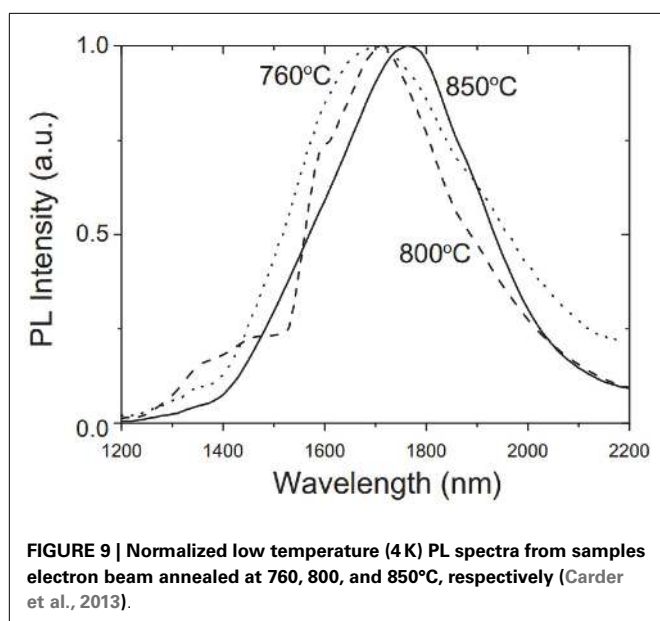 1.0
760°C
850°C
0.5
800°C
0.0
1200 1400 1600 1800 2000 2200
PL Intensity (a.u.)
Wavelength (nm)
FIGURE 9 | Normalized low temperature (4 K) PL spectra from samples
electron beam annealed at 760, 800, and 850°C, respectively (Carder
et al., 2013).